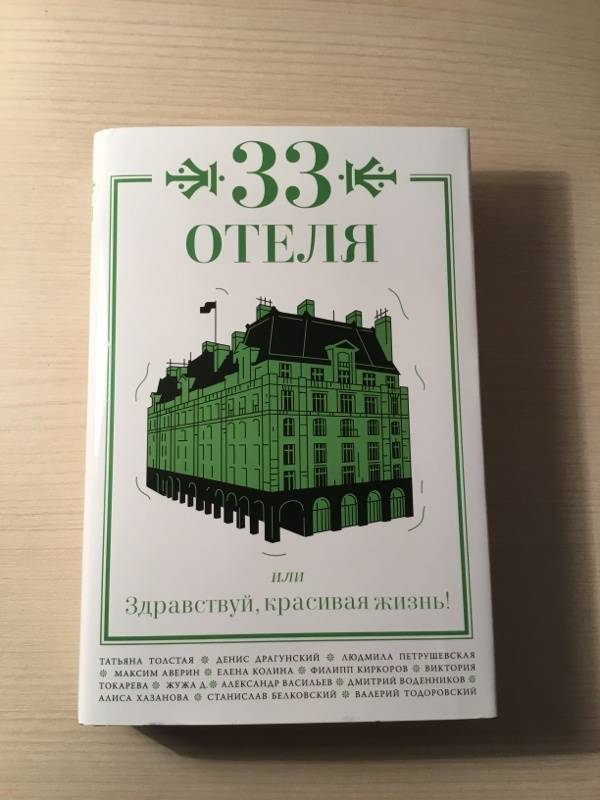 33
ОТЕЛЯ
или
Здравствуй, красивая жизнь!
ТАТЬЯНА ТОЛСТАЯ ❋ ДЕНИС ДРАГУНСКИЙ ❋ ЛЮДМИЛА ПЕТРУШЕВСКАЯ
❋ МАКСИМ АВЕРИН ❋ ЕЛЕНА КОЛИНА ❋ ФИЛИПП КИРКОРОВ ❋ ВИКТОРИЯ
ТОКАРЕВА ❋ ЖУЖА Д. ❋ АЛЕКСАНДР ВАСИЛЬЕВ ❋ ДМИТРИЙ ВОДЕННИКОВ ❋
АЛИСА ХАЗАНОВА ❋ СТАНИСЛАВ БЕЛКОВСКИЙ ❋ ВАЛЕРИЙ ТОДОРОВСКИЙ